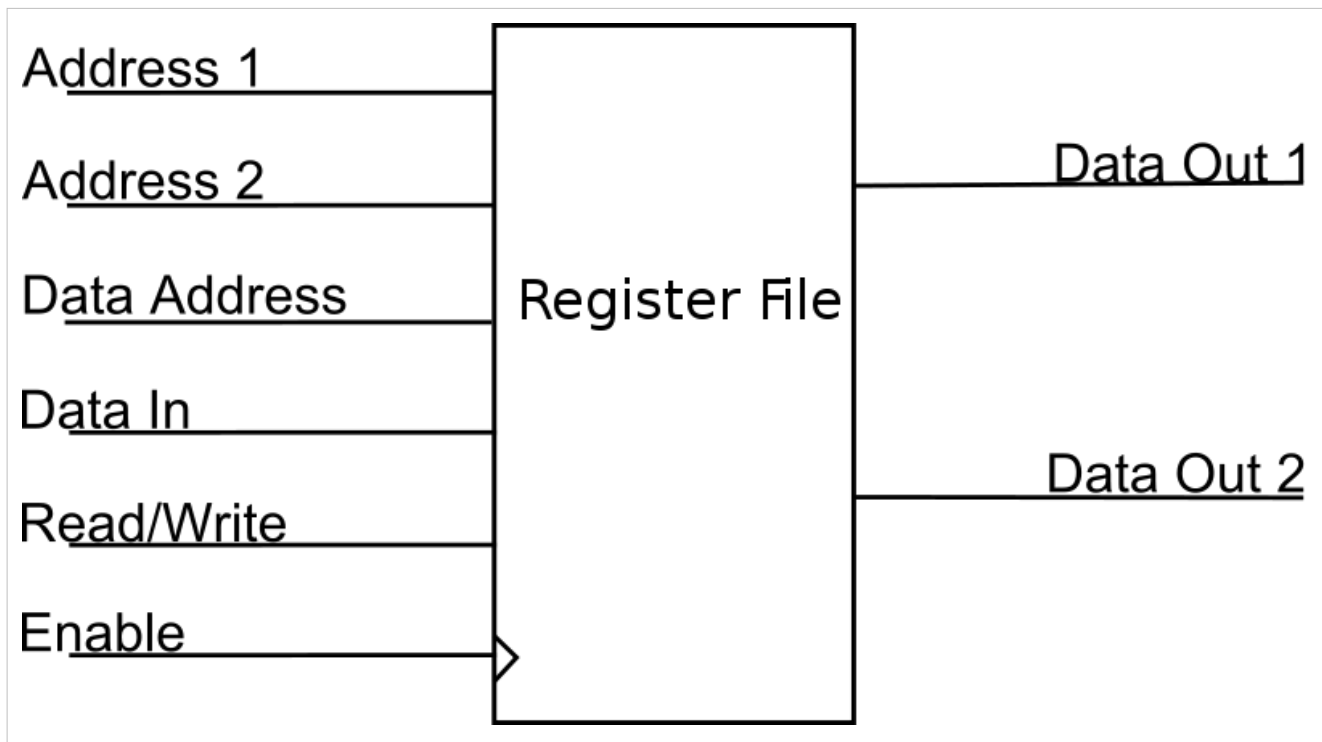 Address 1
Address 2
Data Address
Data In
Read/Write
Enable
Register File
Data Out 1
Data Out 2